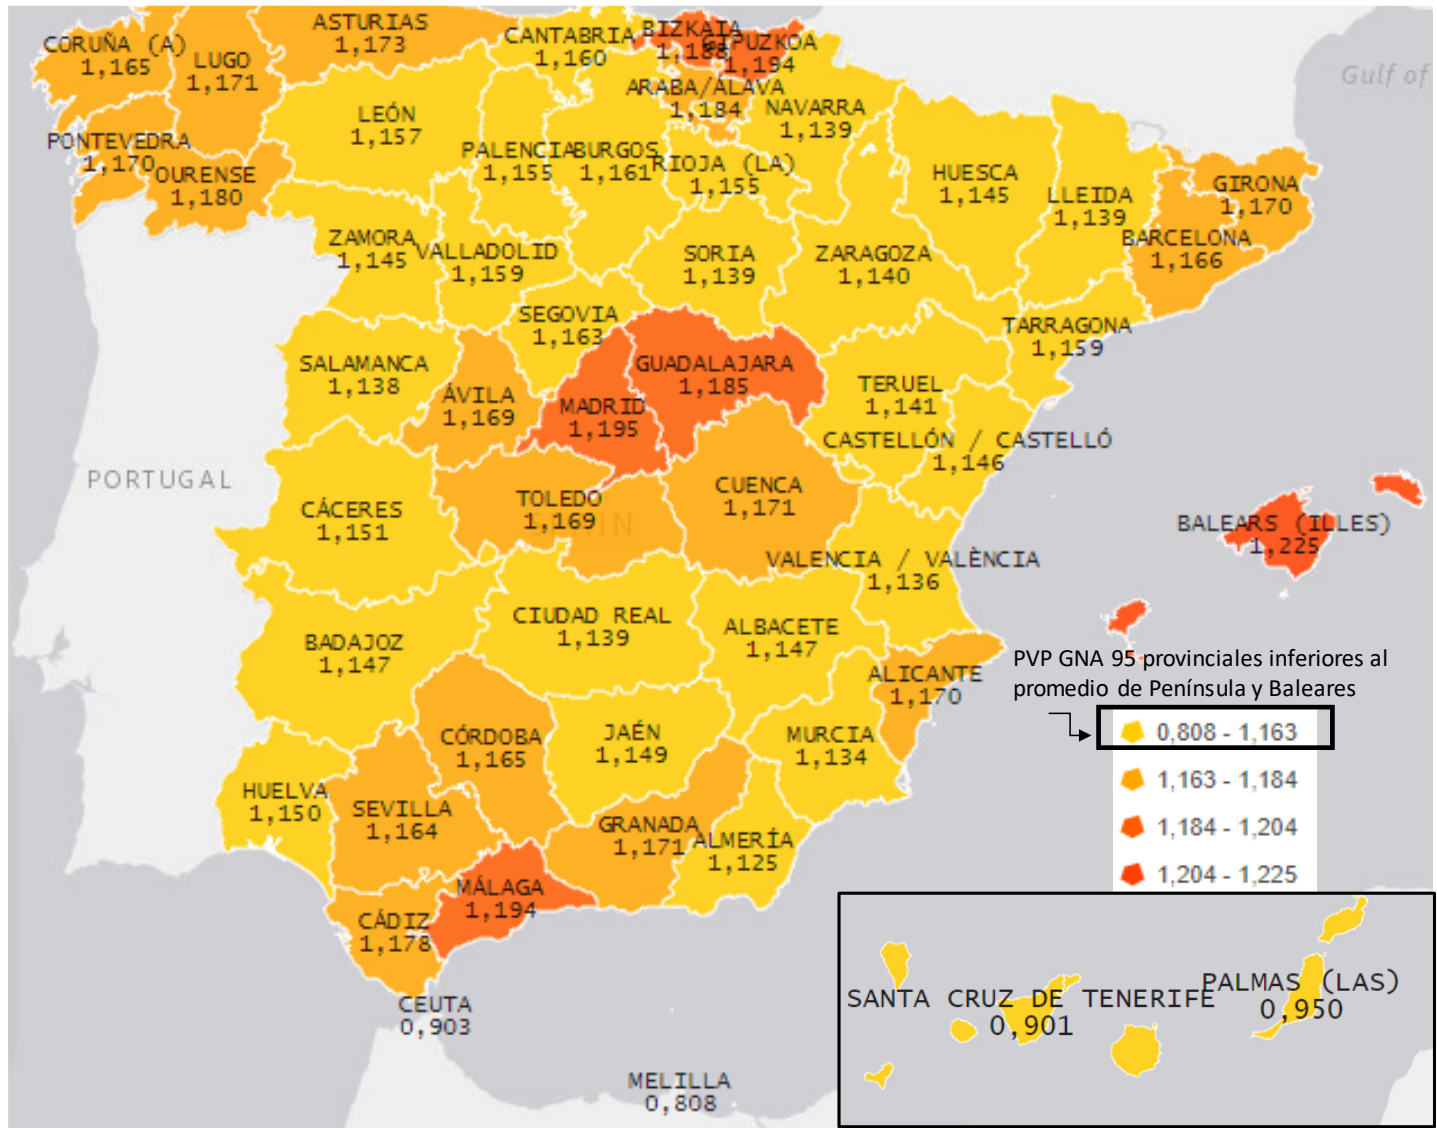 ASTURIAS
1,173
CANTABRIA
1,160
BIZKAIA
1,188
GIPUZKOA
1,194
CORUÑA (A)
1,165
LUGO
1,171
Gulf of
ARABA/ÁLAVA
1,184
NAVARRA
1,139
LEÓN
1,157
PONTEVEDRA
1,170
OURENSE
1,180
PALENCIA
1,155
BURGOS
1,161
RIOJA (LA)
1,155
HUESCA
1,145
LLEIDA
1,139
GIRONA
1,170
BARCELONA
1,166
ZAMORA
1,145
VALLADOLID
1,159
SORIA
1,139
ZARAGOZA
1,140
SEGOVIA
1,163
TARRAGONA
1,159
SALAMANCA
1,138
ÁVILA
1,169
MADRID
1,195
GUADALAJARA
1,185
TERUEL
1,141
CASTELLÓN / CASTELLÓ
1,146
PORTUGAL
CÁCERES
1,151
TOLEDO
1,169
CUENCA
1,171
BALEARS (ILLES)
1,225
VALENCIA / VALÈNCIA
1,136
CIUDAD REAL
1,139
ALBACETE
1,147
BADAJOZ
1,147
ALICANTE
1,170
PVP GNA 95 provinciales inferiores al
promedio de Península y Baleares
0,808 - 1,163
1,163 - 1,184
1,184 - 1,204
1,204 - 1,225
CÓRDOBA
1,165
JAÉN
1,149
MURCIA
1,134
HUELVA
1,150
SEVILLA
1,164
GRANADA
1,171
ALMERÍA
1,125
MÁLAGA
1,194
CÁDIZ
1,178
CEUTA
0,903
MELILLA
0,808
SANTA CRUZ DE TENERIFE
0,901
PALMAS (LAS)
0,950